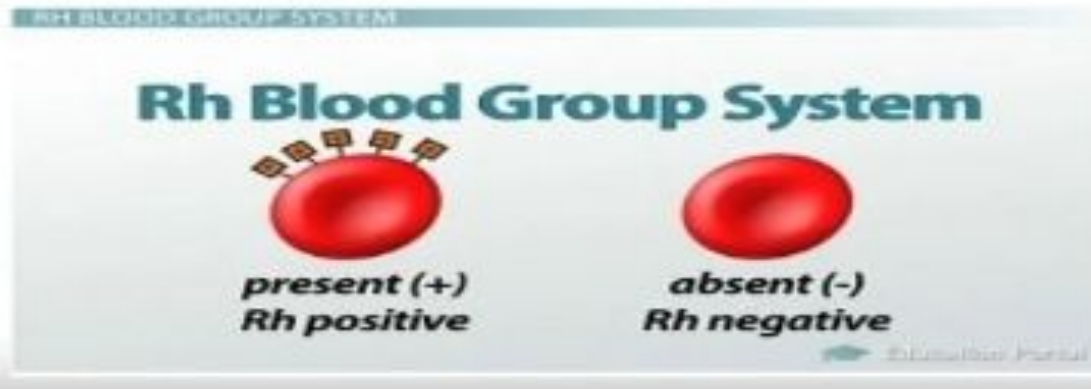 RH BLOOD GROUP SYSTEM
Rh Blood Group System
present (+)
absent (-)
Rh positive
Rh negative
Education Portal